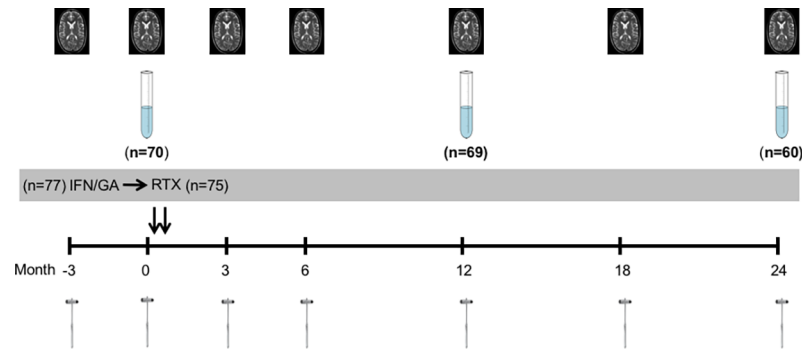 (n=70) (n=69) (n=60)
(n=77) IFN/GA → RTX (n=75)
Month -3 0 3 6 12 18 24